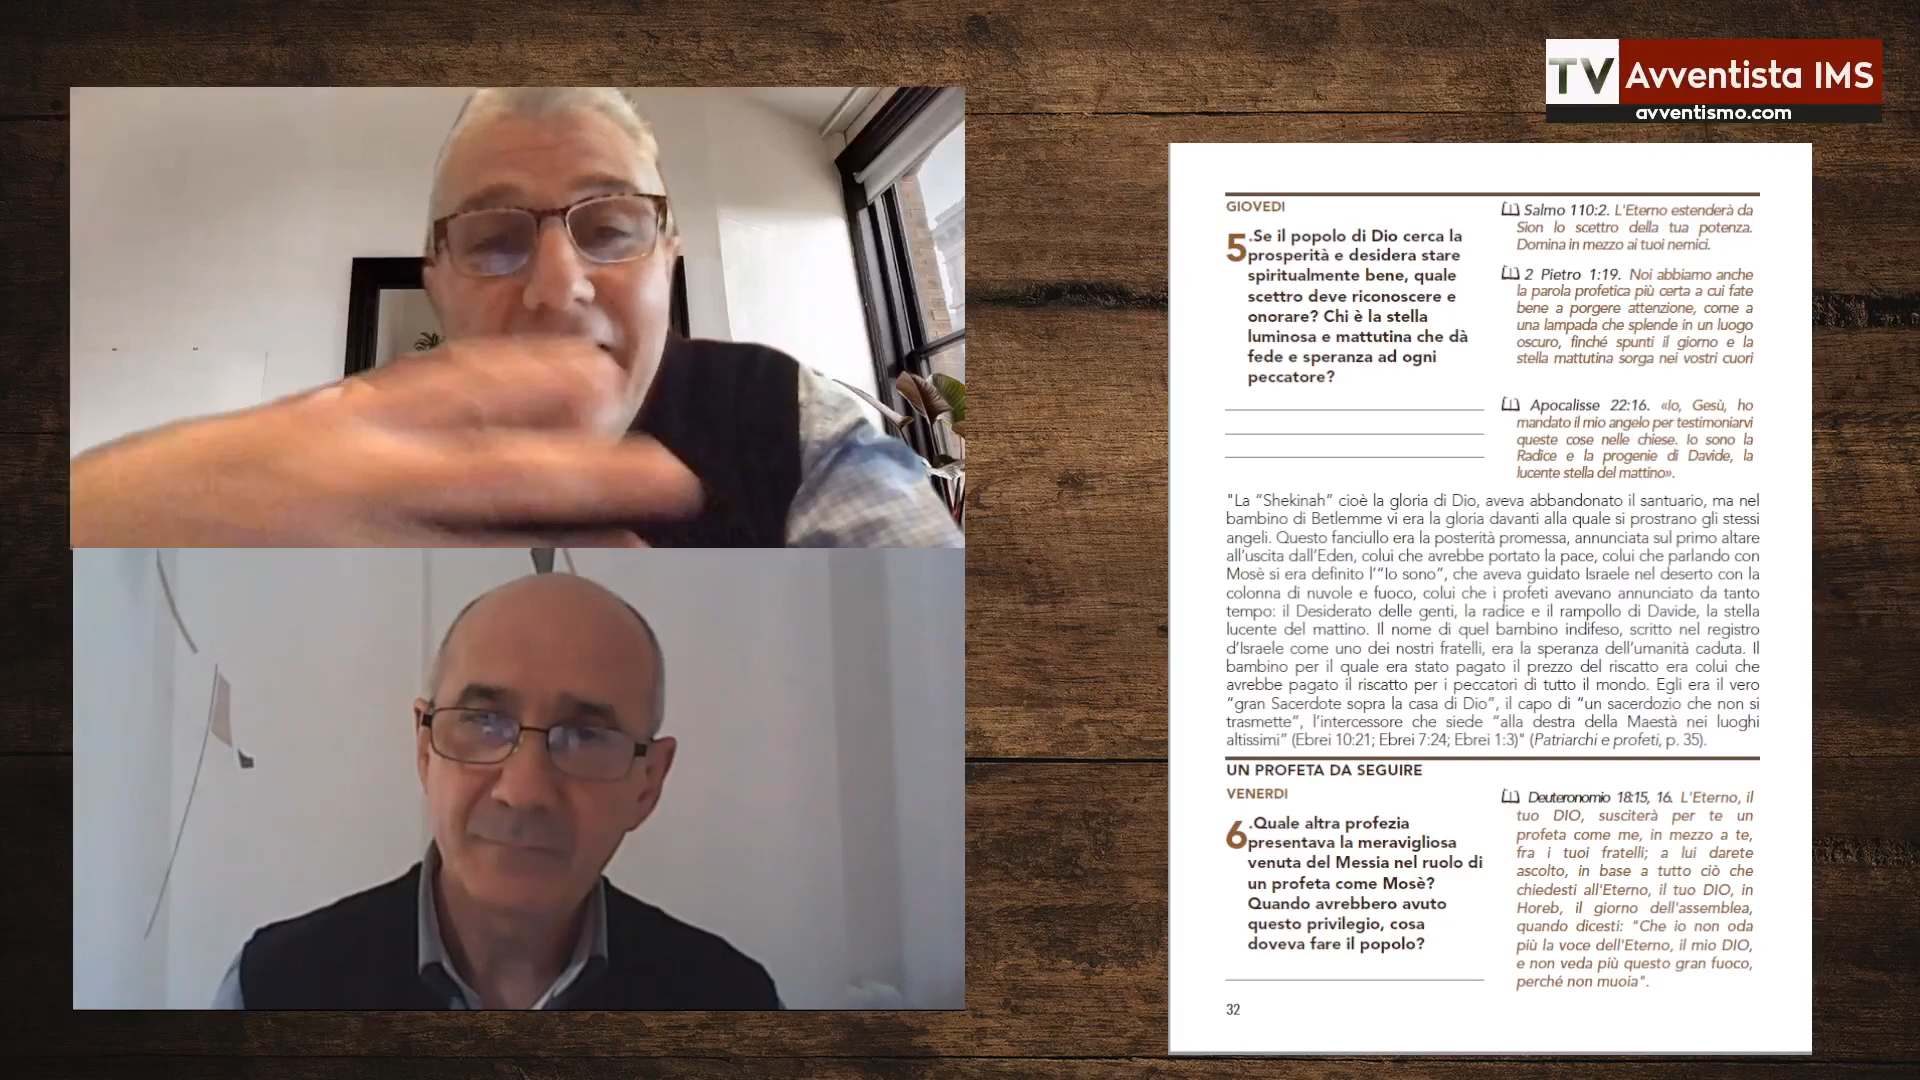 TV Avventista IMS
avventismo.com
GIOVEDI
5.Se il popolo di Dio cerca la
prosperità e desidera stare
spiritualmente bene, quale
scettro deve riconoscere e
onorare? Chi è la stella
luminosa e mattutina che dà
fede e speranza ad ogni
peccatore?
Salmo 110:2. L'Eterno estenderà da
Sion lo scettro della tua potenza.
Domina in mezzo ai tuoi nemici.
2 Pietro 1:19. Noi abbiamo anche
la parola profetica più certa a cui fate
bene a porgere attenzione, come a
una lampada che splende in un luogo
oscuro, finché spunti il giorno e la
stella mattutina sorga nei vostri cuori
Apocalisse 22:16. «Io, Gesù, ho
mandato il mio angelo per testimoniarvi
queste cose nelle chiese. Io sono la
Radice e la progenie di Davide, la
lucente stella del mattino».
"La “Shekinah” cioè la gloria di Dio, aveva abbandonato il santuario, ma nel
bambino di Betlemme vi era la gloria davanti alla quale si prostrano gli stessi
angeli. Questo fanciullo era la posterità promessa, annunciata sul primo altare
all’uscita dall’Eden, colui che avrebbe portato la pace, colui che parlando con
Mosè si era definito l’“Io sono”, che aveva guidato Israele nel deserto con la
colonna di nuvole e fuoco, colui che i profeti avevano annunciato da tanto
tempo: il Desiderato delle genti, la radice e il rampollo di Davide, la stella
lucente del mattino. Il nome di quel bambino indifeso, scritto nel registro
d’Israele come uno dei nostri fratelli, era la speranza dell’umanità caduta. Il
bambino per il quale era stato pagato il prezzo del riscatto era colui che
avrebbe pagato il riscatto per i peccatori di tutto il mondo. Egli era il vero
“gran Sacerdote sopra la casa di Dio”, il capo di “un sacerdozio che non si
trasmette”, l’intercessore che siede “alla destra della Maestà nei luoghi
altissimi” (Ebrei 10:21; Ebrei 7:24; Ebrei 1:3)" (Patriarchi e profeti, p. 35).
UN PROFETA DA SEGUIRE
VENERDI
6.Quale altra profezia
presentava la meravigliosa
venuta del Messia nel ruolo di
un profeta come Mosè?
Quando avrebbero avuto
questo privilegio, cosa
doveva fare il popolo?
Deuteronomio 18:15, 16. L'Eterno, il
tuo DIO, susciterà per te un
profeta come me, in mezzo a te,
fra i tuoi fratelli; a lui darete
ascolto, in base a tutto ciò che
chiedesti all'Eterno, il tuo DIO, in
Horeb, il giorno dell'assemblea,
quando dicesti: "Che io non oda
più la voce dell'Eterno, il mio DIO,
e non veda più questo gran fuoco,
perché non muoia".
32